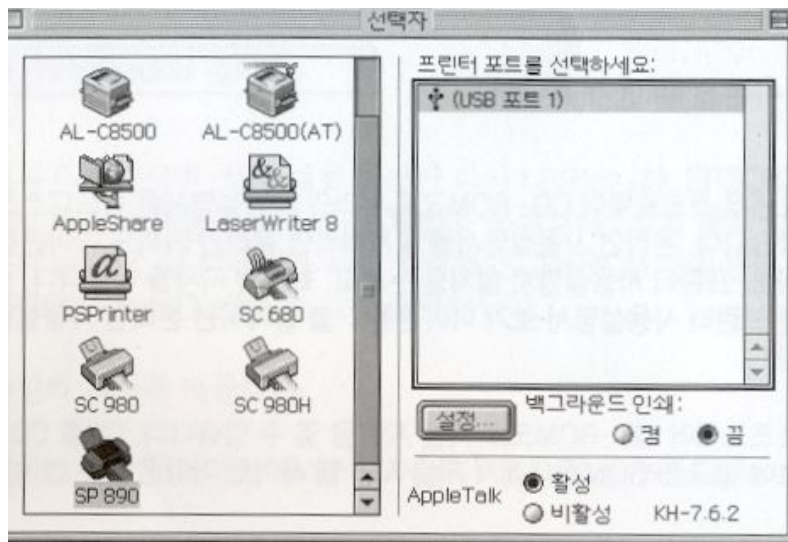 선택자
AL-C8500
AL-C8500(AT)
AppleShare
LaserWriter 8
PSPrinter
SC 680
SC 980
SC 980H
SP 890
프린터 포트를 선택하세요:
(USB 포트 1)
설정...
백그라운드 인쇄:
켬
끔
AppleTalk
활성
비활성
KH-7.6.2